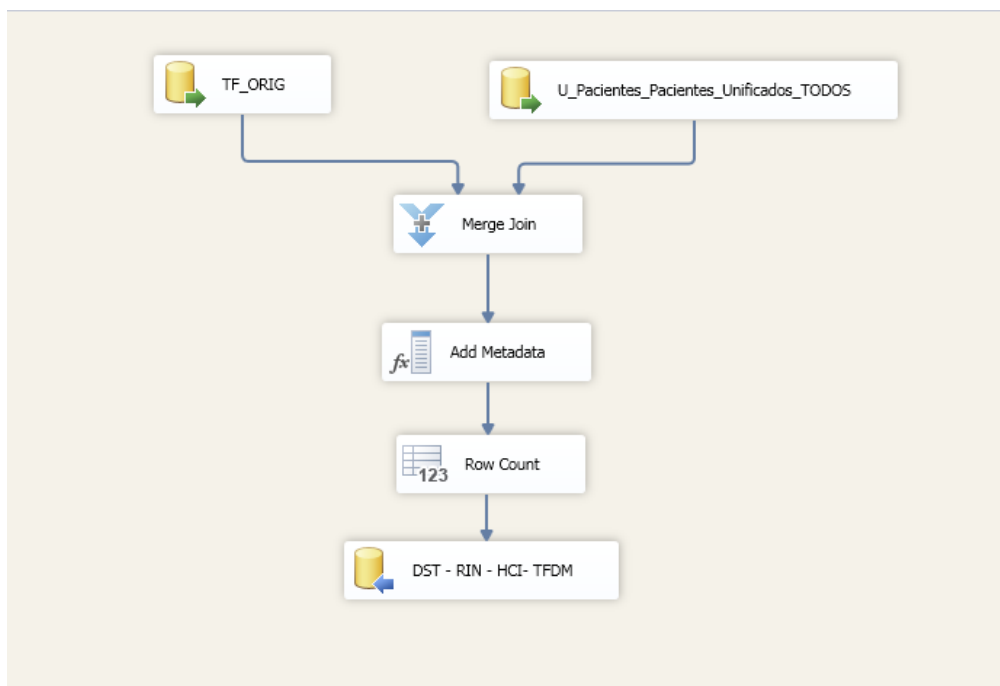 TF_ORIG
U_Pacientes_Pacientes_Unificados_TODOS
Merge Join
fx
Add Metadata
123
Row Count
DST - RIN - HCI- TFDM